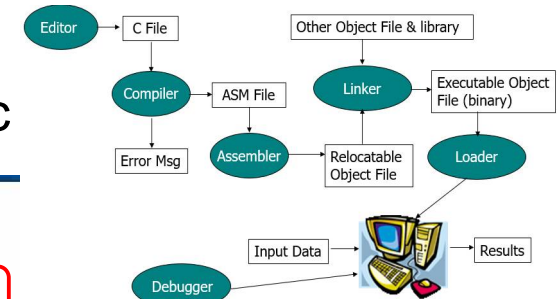 Editor
C File
Other Object File & library
C
Compiler
ASM File
Linker
Executable Object
File (binary)
Error Msg
Assembler
Relocatable
Object File
Loader
Input Data
Results
Debugger